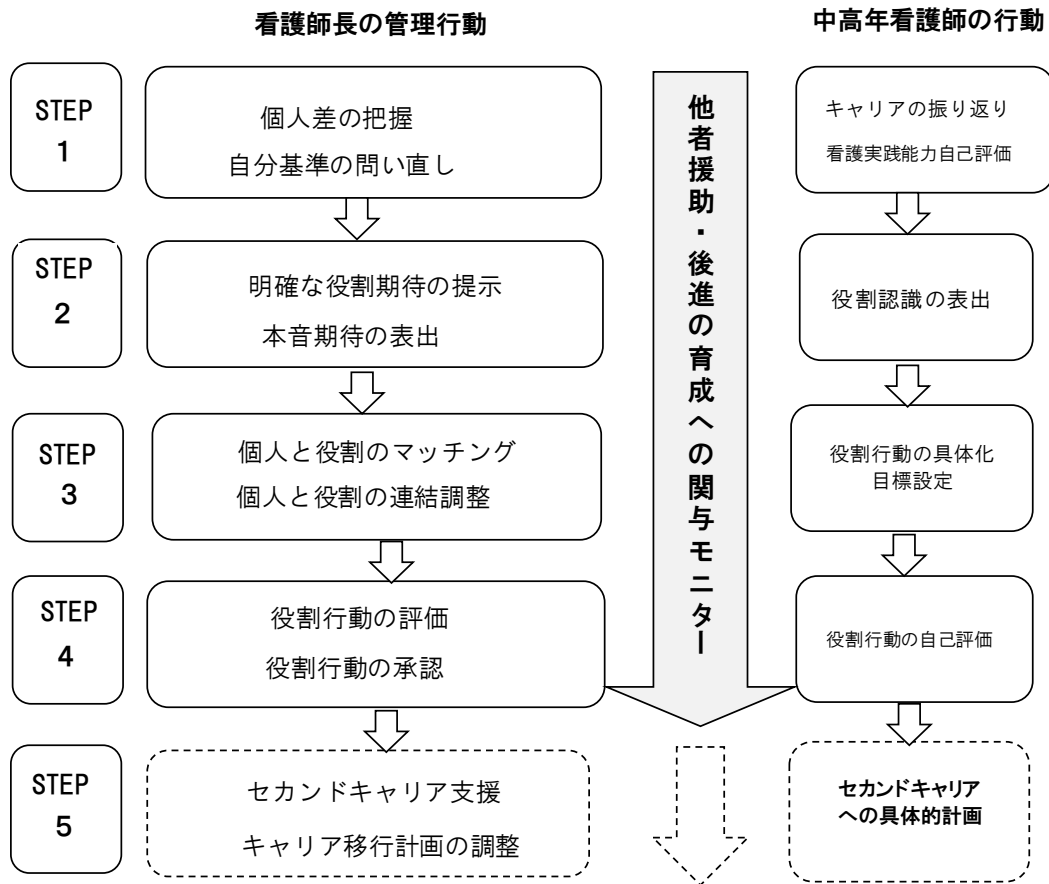 看護師長の管理行動
中高年看護師の行動
STEP
1
個人差の把握
自分基準の問い直し
キャリアの振り返り
看護実践能力自己評価
他者援助・後進の育成への関与モニター
STEP
2
明確な役割期待の提示
本音期待の表出
役割認識の表出
STEP
3
個人と役割のマッチング
個人と役割の連結調整
役割行動の具体化
目標設定
STEP
4
役割行動の評価
役割行動の承認
役割行動の自己評価
STEP
5
セカンドキャリア支援
キャリア移行計画の調整
セカンドキャリア
への具体的計画